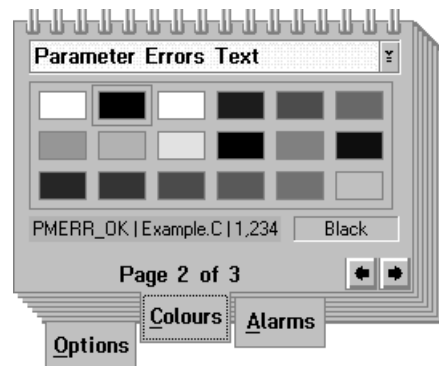 Parameter Errors Text
PMERR_OK | Example.C | 1,234
Black
Page 2 of 3
Colours
Alarms
Options